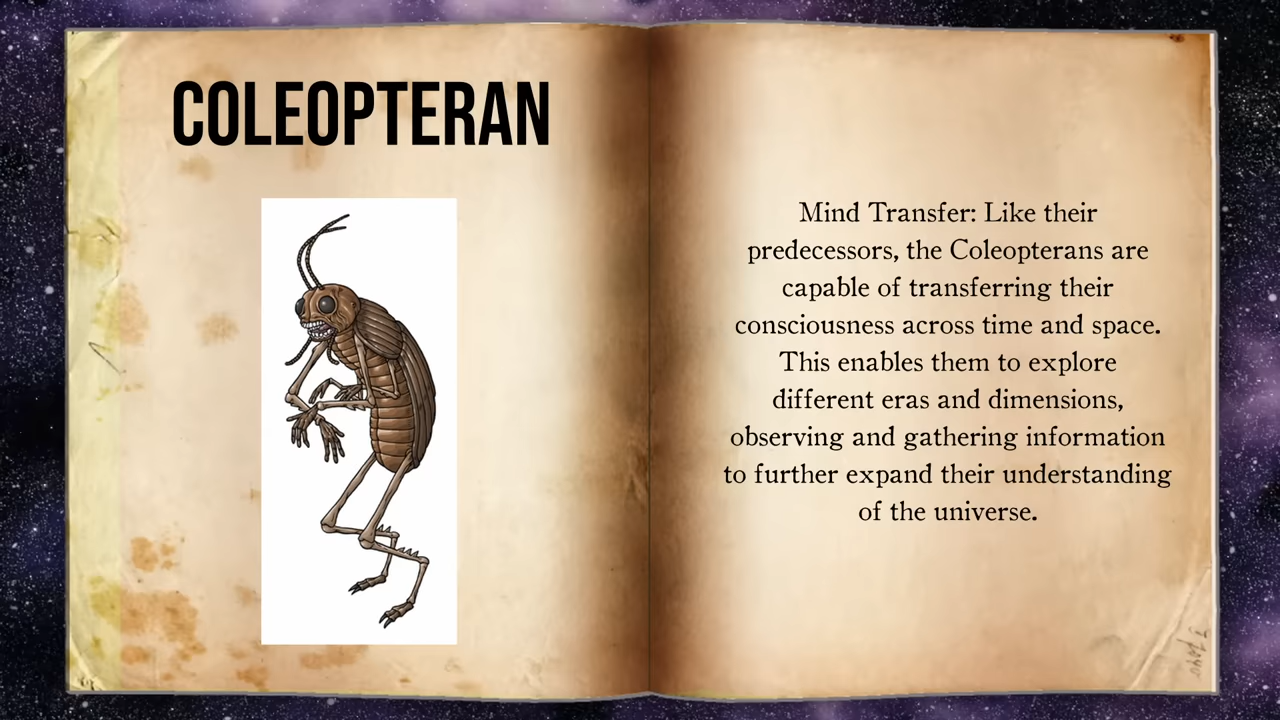 COLEOPTERAN
Mind Transfer: Like their
predecessors, the Coleopterans are
capable of transferring their
consciousness across time and space.
This enables them to explore
different eras and dimensions,
observing and gathering information
to further expand their understanding
of the universe.